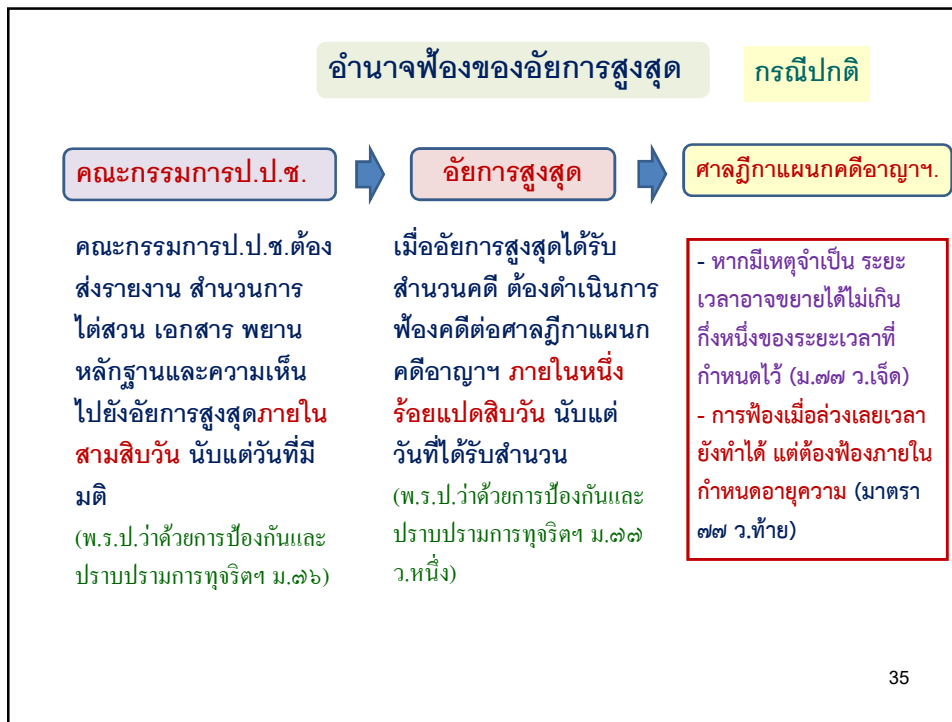 อำนาจฟ้องของอัยการสูงสุด
กรณีปกติ
คณะกรรมการป.ป.ช.
อัยการสูงสุด
ศาลฎีกาแผนกคดีอาญาฯ.
คณะกรรมการป.ป.ช.ต้อง
ส่งรายงาน สำนวนการ
ไต่สวน เอกสาร พยาน
หลักฐานและความเห็น
ไปยังอัยการสูงสุดภายใน
สามสิบวัน นับแต่วันที่มี
มติ
(พ.ร.ป.ว่าด้วยการป้องกันและ
ปราบปรามการทุจริตฯ ม.๗๖)
เมื่ออัยการสูงสุดได้รับ
สำนวนคดี ต้องดำเนินการ
ฟ้องคดีต่อศาลฎีกาแผนก
คดีอาญาฯ ภายในหนึ่ง
ร้อยแปดสิบวัน นับแต่
วันที่ได้รับสำนวน
(พ.ร.ป.ว่าด้วยการป้องกันและ
ปราบปรามการทุจริตฯ ม.๗๗
ว.หนึ่ง)
- หากมีเหตุจำเป็น ระยะ
เวลาอาจขยายได้ไม่เกิน
กึ่งหนึ่งของระยะเวลาที่
กำหนดไว้ (ม.๗๗ ว.เจ็ด)
- การฟ้องเมื่อล่วงเลยเวลา
ยังทำได้ แต่ต้องฟ้องภายใน
กำหนดอายุความ (มาตรา
๗๗ ว.ท้าย)
35